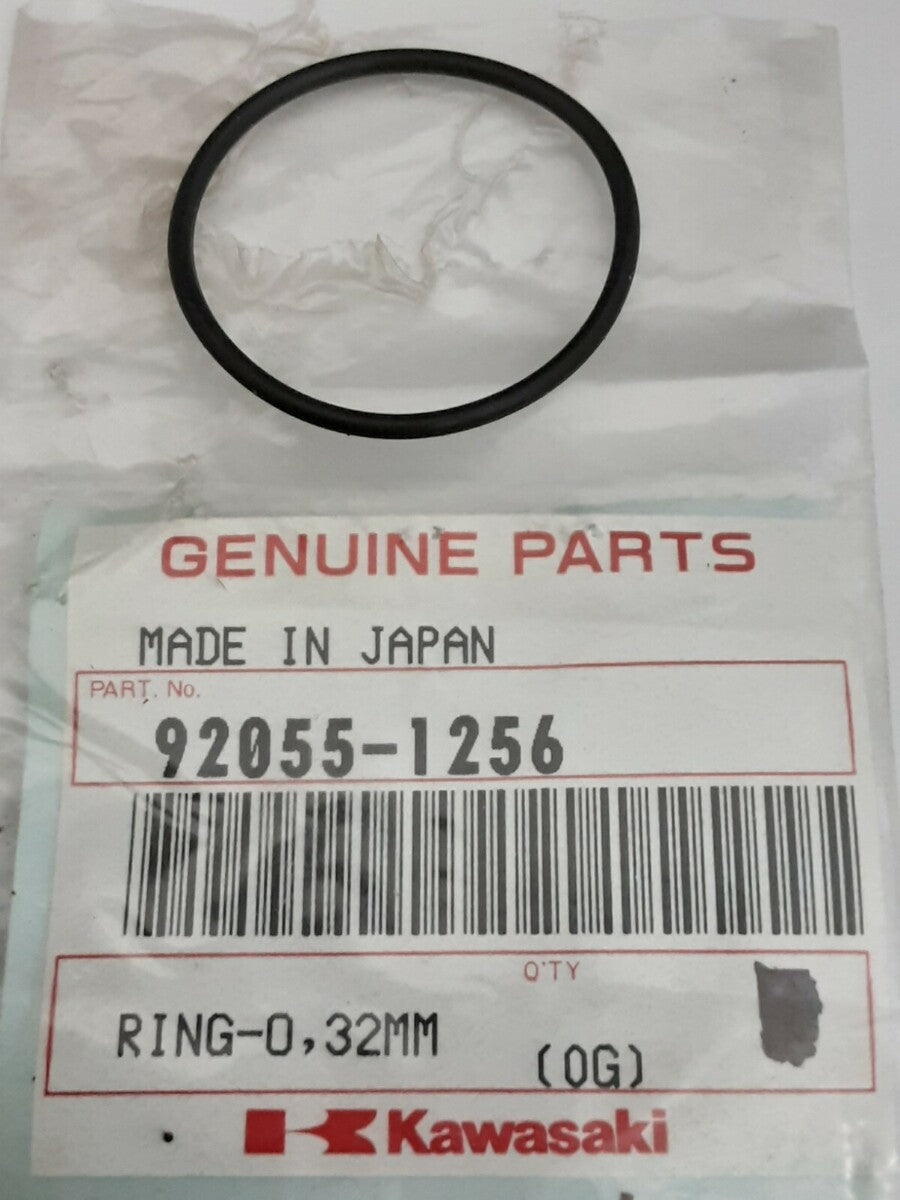 GENUINE PARTS
MADE IN JAPAN
PART. No.
92055-1256
Q'TY
RING-O,32MM
(OG)
Kawasaki